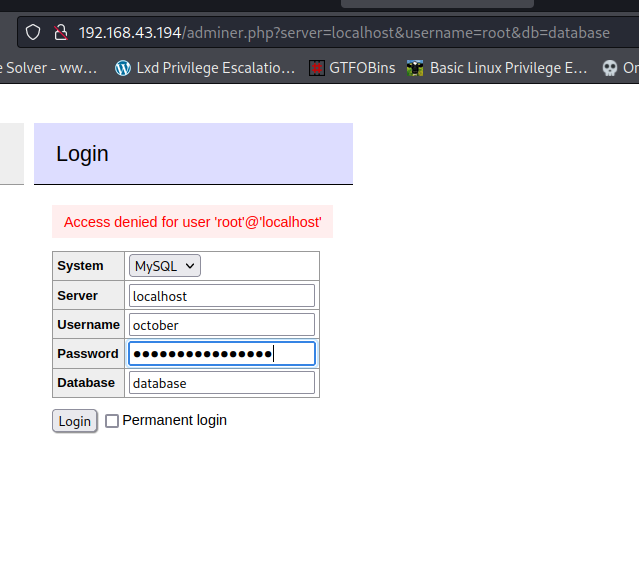 192.168.43.194/adminer.php?server=localhost&username=root&db=database
e Solver - ww… Lxd Privilege Escalatio… GTFOBins Basic Linux Privilege E… Or
Login
Access denied for user 'root'@'localhost'
System MySQL
Server localhost
Username october
Password ●●●●●●●●●●●●●●●●
Database database
Login Permanent login